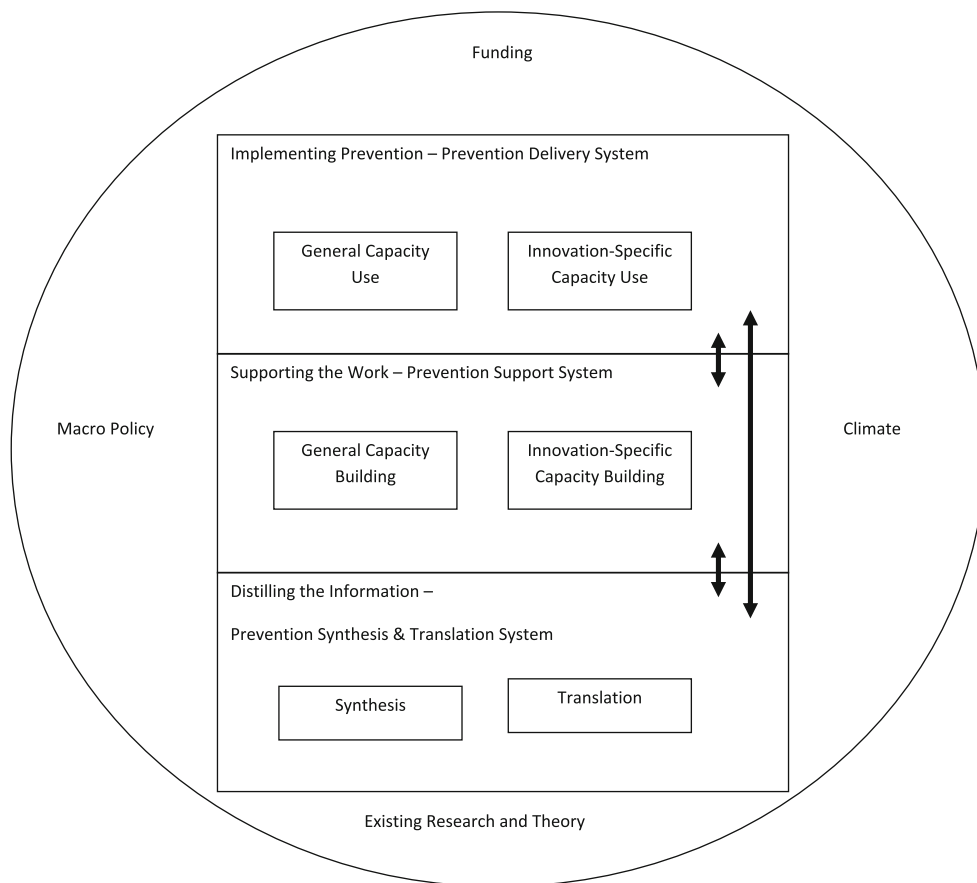 Funding
Implementing Prevention – Prevention Delivery System
General Capacity
Use
Innovation-Specific
Capacity Use
Supporting the Work – Prevention Support System
Macro Policy
Climate
General Capacity
Building
Innovation-Specific
Capacity Building
Distilling the Information –
Prevention Synthesis & Translation System
Synthesis
Translation
Existing Research and Theory